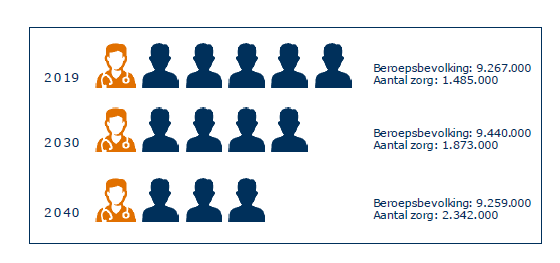 2019
Beroepsbevolking: 9.267.000
Aantal zorg: 1.485.000
2030
Beroepsbevolking: 9.440.000
Aantal zorg: 1.873.000
2040
Beroepsbevolking: 9.259.000
Aantal zorg: 2.342.000